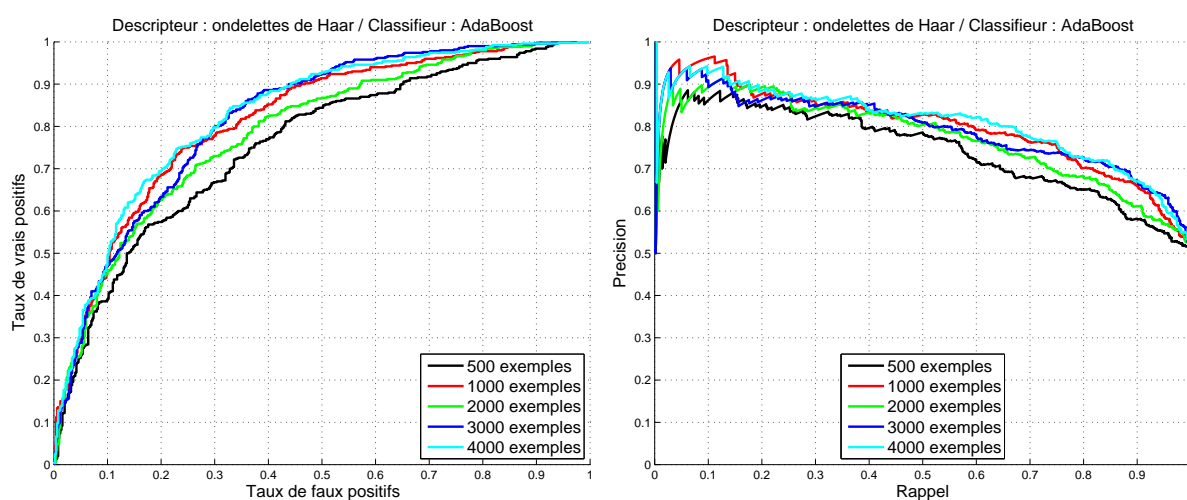 Descripteur : ondelettes de Haar / Classifieur : AdaBoost
1
0.9
0.8
0.7
0.6
0.5
0.4
0.3
0.2
0.1
0
Taux de vrais positifs
0.1 0.2 0.3 0.4 0.5 0.6 0.7 0.8 0.9 1
Taux de faux positifs
500 exemples
1000 exemples
2000 exemples
3000 exemples
4000 exemples
Descripteur : ondelettes de Haar / Classifieur : AdaBoost
1
0.9
0.8
0.7
0.6
0.5
0.4
0.3
0.2
0.1
0
Precision
0 0.1 0.2 0.3 0.4 0.5 0.6 0.7 0.8 0.9
Rappel
500 exemples
1000 exemples
2000 exemples
3000 exemples
4000 exemples